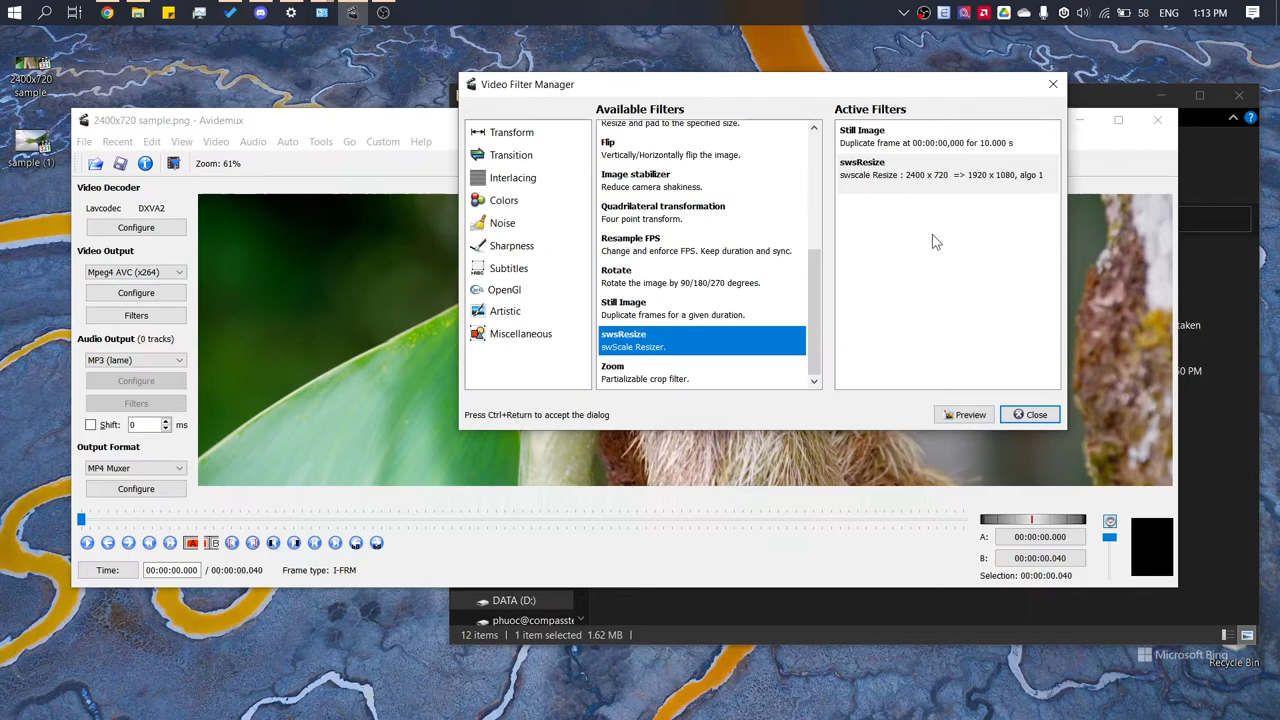 58 ENG 1:13 PM
2400x720
sample
sample (1)
2400x720 sample.png - Avidemux
File Recent Edit View Video Audio Auto Tools Go Custom Help
Zoom: 61%
Video Decoder
Lavcodec DXVA2
Configure
Video Output
Mpeg4 AVC (x264)
Configure
Filters
Audio Output (0 tracks)
MP3 (lame)
Configure
Filters
Shift: 0 ms
Output Format
MP4 Muxer
Configure
Video Filter Manager
Available Filters
Active Filters
Transform
Transition
Interlacing
Colors
Noise
Sharpness
Subtitles
OpenGl
Artistic
Miscellaneous
Resize and pad to the specified size.
Flip
Vertically/Horizontally flip the image.
Image stabilizer
Reduce camera shakiness.
Quadrilateral transformation
Four point transform.
Resample FPS
Change and enforce FPS. Keep duration and sync.
Rotate
Rotate the image by 90/180/270 degrees.
Still Image
Duplicate frames for a given duration.
swsResize
swScale Resizer.
Zoom
Partializable crop filter.
Still Image
Duplicate frame at 00:00:00,000 for 10.000 s
swsResize
swscale Resize : 2400 x 720 => 1920 x 1080, algo 1
Press Ctrl+Return to accept the dialog
Preview
Close
taken
50 PM
A B
A: 00:00:00.000
B: 00:00:00.040
Selection: 00:00:00.040
Time: 00:00:00.000 / 00:00:00.040 Frame type: I-FRM
DATA (D:)
phuoc@compasste
12 items 1 item selected 1.62 MB
Microsoft Bing
Recycle Bin